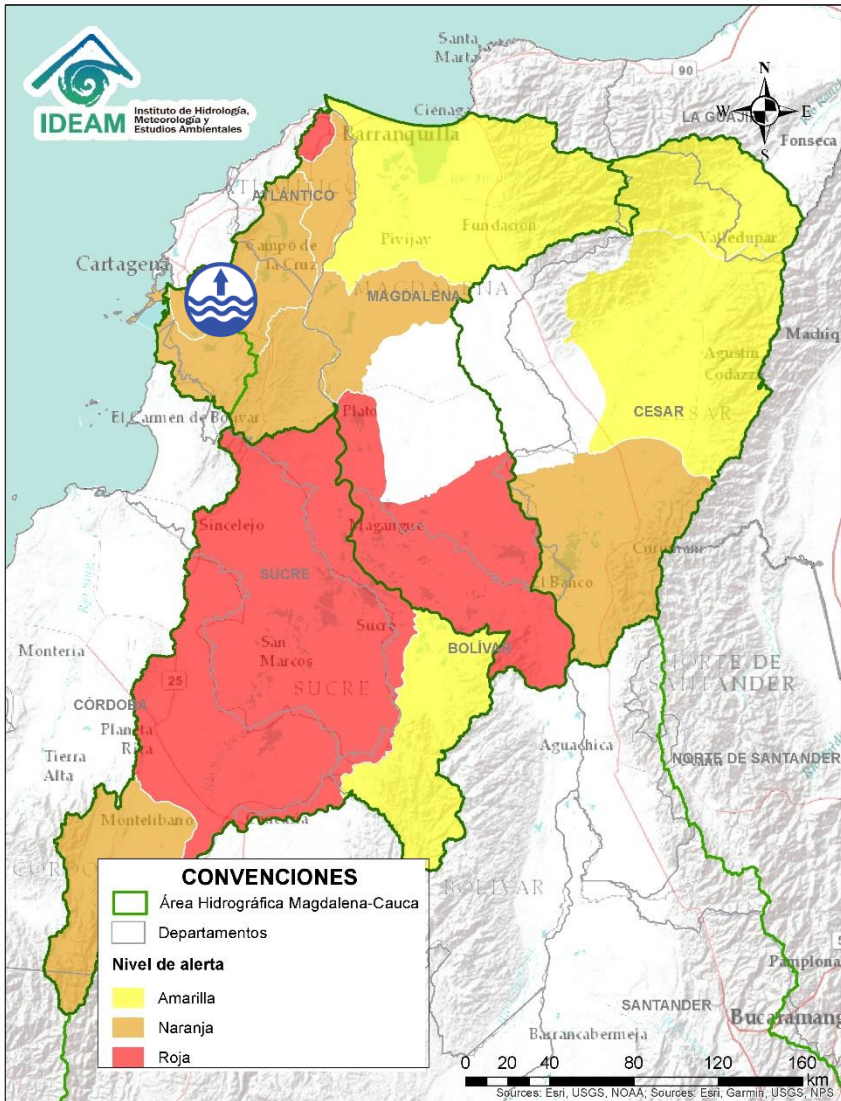 IDEAM
Instituto de Hidrología,
Meteorología y
Estudios Ambientales
Santa
Marta
Ciénaga
90
N
W
E
S
LA GUAJI
Fonseca
Barranquilla
ATLÁNTICO
Campo de
la Cruz
Cartagena
Pivijay
Fundación
Valledupar
MAGDALENA
Machiq
Agustín
Codazzi
CESAR
El Carmen de Bolívar
Plato
Sincelejo
Magangué
SUCRE
El Banco
San
Marcos
Sucre
BOLÍVAR
SUCRE
Montería
25
CÓRDOBA
Planeta
Rica
Tierra
Alta
NORTE DE
SANTANDER
Aguachica
NORTE DE SANTANDER
Montelíbano
BOLÍVAR
CONVENCIONES
Área Hidrográfica Magdalena-Cauca
Departamentos
Nivel de alerta
Amarilla
Naranja
Roja
Pamplona
SANTANDER
Bucaramang
Barrancabermeja
0 20 40 80 120 160
km
Sources: Esri, USGS, NOAA; Sources: Esri, Garmin, USGS, NPS